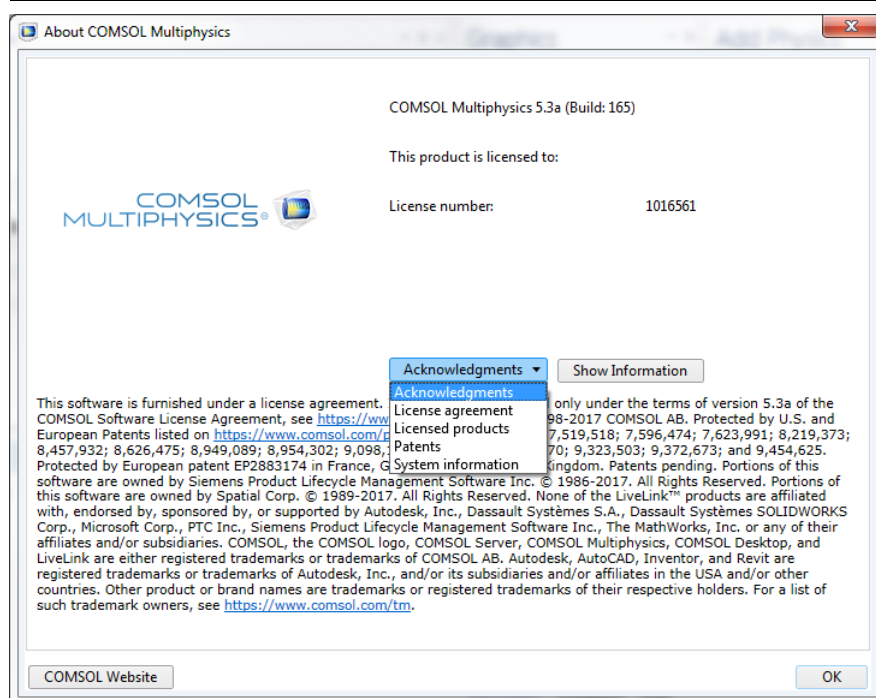 About COMSOL Multiphysics
Graphics
Add Physics
COMSOL Multiphysics 5.3a (Build: 165)
This product is licensed to:
COMSOL
MULTIPHYSICS®
License number: 1016561
Acknowledgments
Show Information
Acknowledgments
License agreement
Licensed products
Patents
System information
This software is furnished under a license agreement. only under the terms of version 5.3a of the
COMSOL Software License Agreement, see https://ww 98-2017 COMSOL AB. Protected by U.S. and
European Patents listed on https://www.comsol.com/p 7,519,518; 7,596,474; 7,623,991; 8,219,373;
8,457,932; 8,626,475; 8,949,089; 8,954,302; 9,098,1 70; 9,323,503; 9,372,673; and 9,454,625.
Protected by European patent EP2883174 in France, G Kingdom. Patents pending. Portions of this
software are owned by Siemens Product Lifecycle Management Software Inc. © 1986-2017. All Rights Reserved. Portions of
this software are owned by Spatial Corp. © 1989-2017. All Rights Reserved. None of the LiveLink™ products are affiliated
with, endorsed by, sponsored by, or supported by Autodesk, Inc., Dassault Systèmes S.A., Dassault Systèmes SOLIDWORKS
Corp., Microsoft Corp., PTC Inc., Siemens Product Lifecycle Management Software Inc., The MathWorks, Inc. or any of their
affiliates and/or subsidiaries. COMSOL, the COMSOL logo, COMSOL Server, COMSOL Multiphysics, COMSOL Desktop, and
LiveLink are either registered trademarks or trademarks of COMSOL AB. Autodesk, AutoCAD, Inventor, and Revit are
registered trademarks or trademarks of Autodesk, Inc., and/or its subsidiaries and/or affiliates in the USA and/or other
countries. Other product or brand names are trademarks or registered trademarks of their respective holders. For a list of
such trademark owners, see https://www.comsol.com/tm.
COMSOL Website
OK